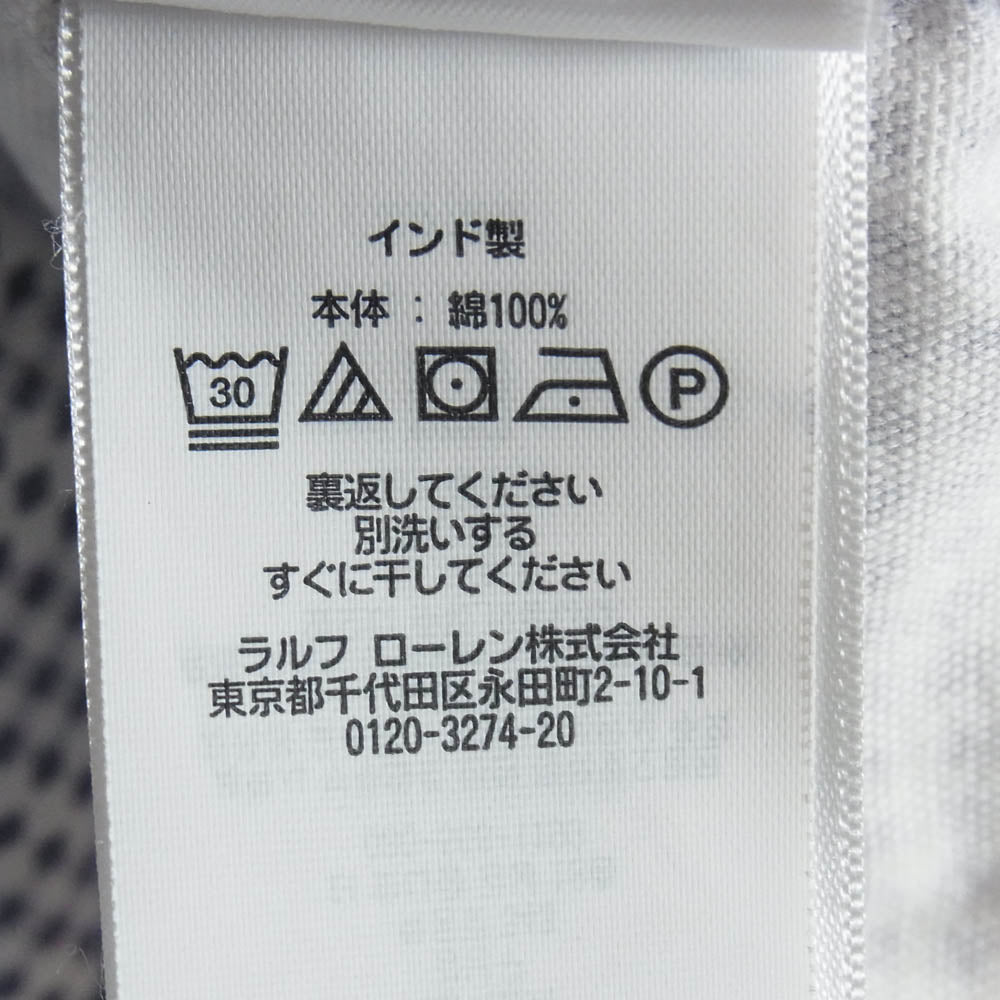 インド製
本体 : 綿100%
30 P
裏返してください
別洗いする
すぐに干してください
ラルフ ローレン株式会社
東京都千代田区永田町2-10-1
0120-3274-20